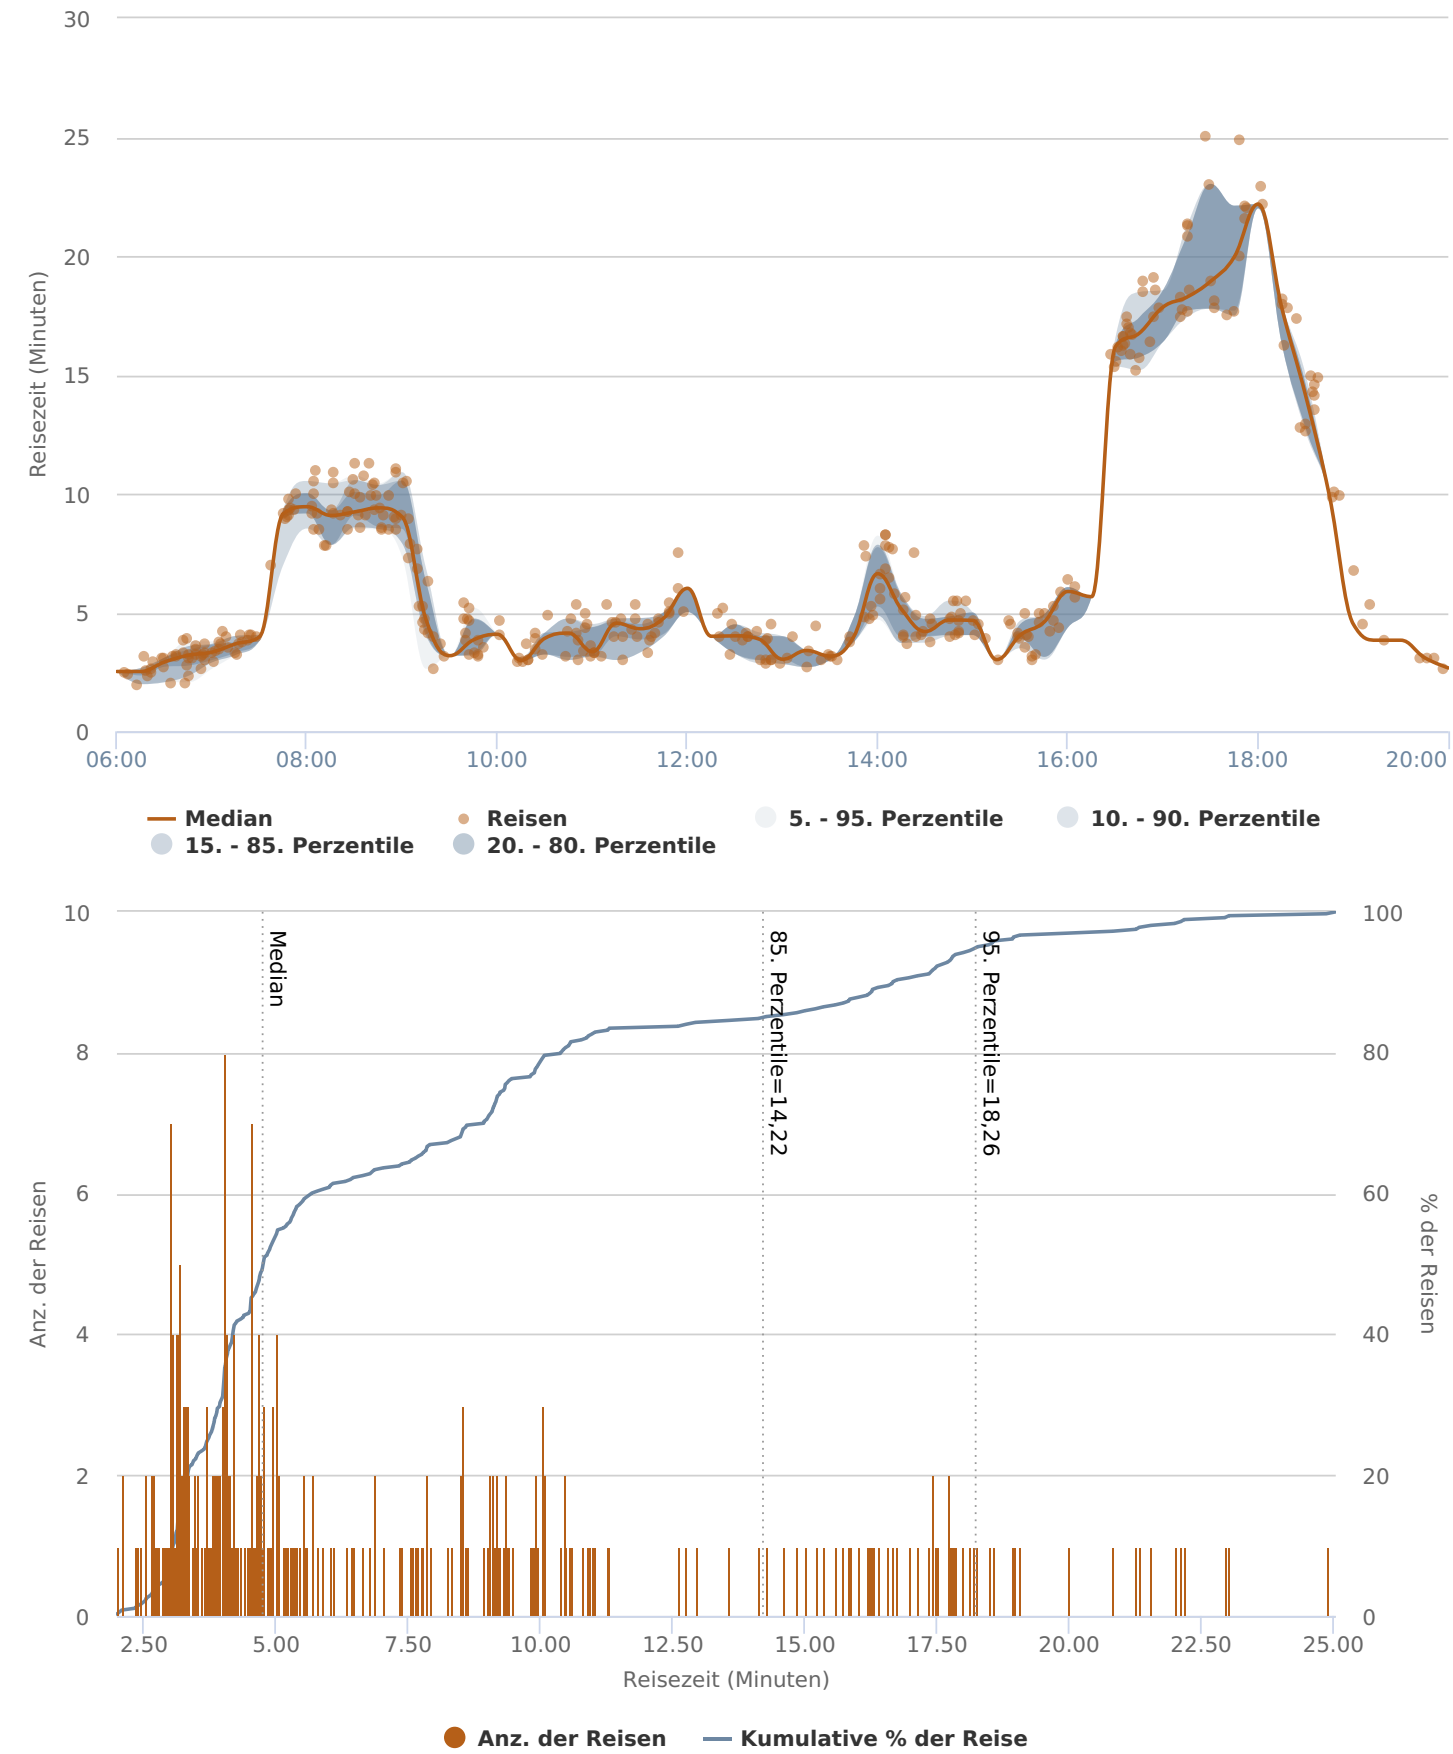 30
25
20
15
10
5
0
Reisezeit (Minuten)
06:00 08:00 10:00 12:00 14:00 16:00 18:00 20:00
Median Reisen 5. - 95. Perzentile 10. - 90. Perzentile
15. - 85. Perzentile 20. - 80. Perzentile
10 100
8 80
6 60
4 40
2 20
0 0
Anz. der Reisen
% der Reisen
Median
85. Perzentile=14,22
95. Perzentile=18,26
2.50 5.00 7.50 10.00 12.50 15.00 17.50 20.00 22.50 25.00
Reisezeit (Minuten)
Anz. der Reisen Kumulative % der Reise